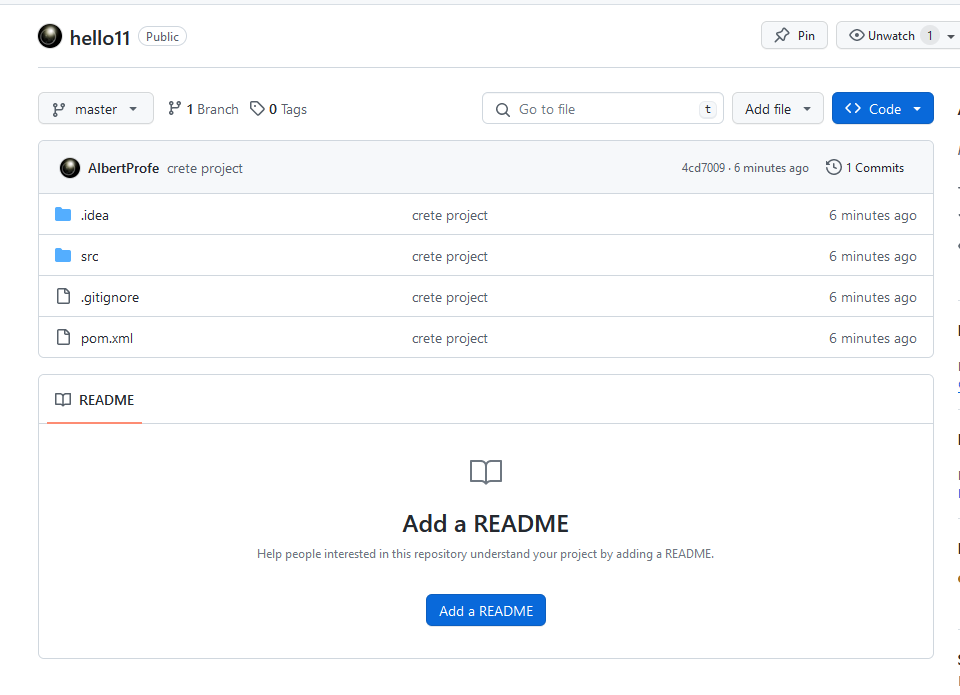 hello11 Public Pin Unwatch 1
master 1 Branch 0 Tags Go to file t Add file Code
AlbertProfe crete project 4cd7009 · 6 minutes ago 1 Commits
.idea crete project 6 minutes ago
src crete project 6 minutes ago
.gitignore crete project 6 minutes ago
pom.xml crete project 6 minutes ago
README
Add a README
Help people interested in this repository understand your project by adding a README.
Add a README